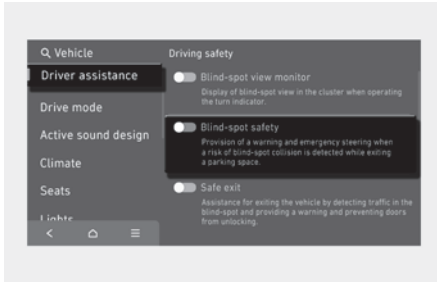 Vehicle
Driver assistance
Drive mode
Active sound design
Climate
Seats
Lights
Driving safety
Blind-spot view monitor
Display of blind-spot view in the cluster when operating
the turn indicator.
Blind-spot safety
Provision of a warning and emergency steering when
a risk of blind-spot collision is detected while exiting
a parking space.
Safe exit
Assistance for exiting the vehicle by detecting traffic in the
blind-spot and providing a warning and preventing doors
from unlocking.